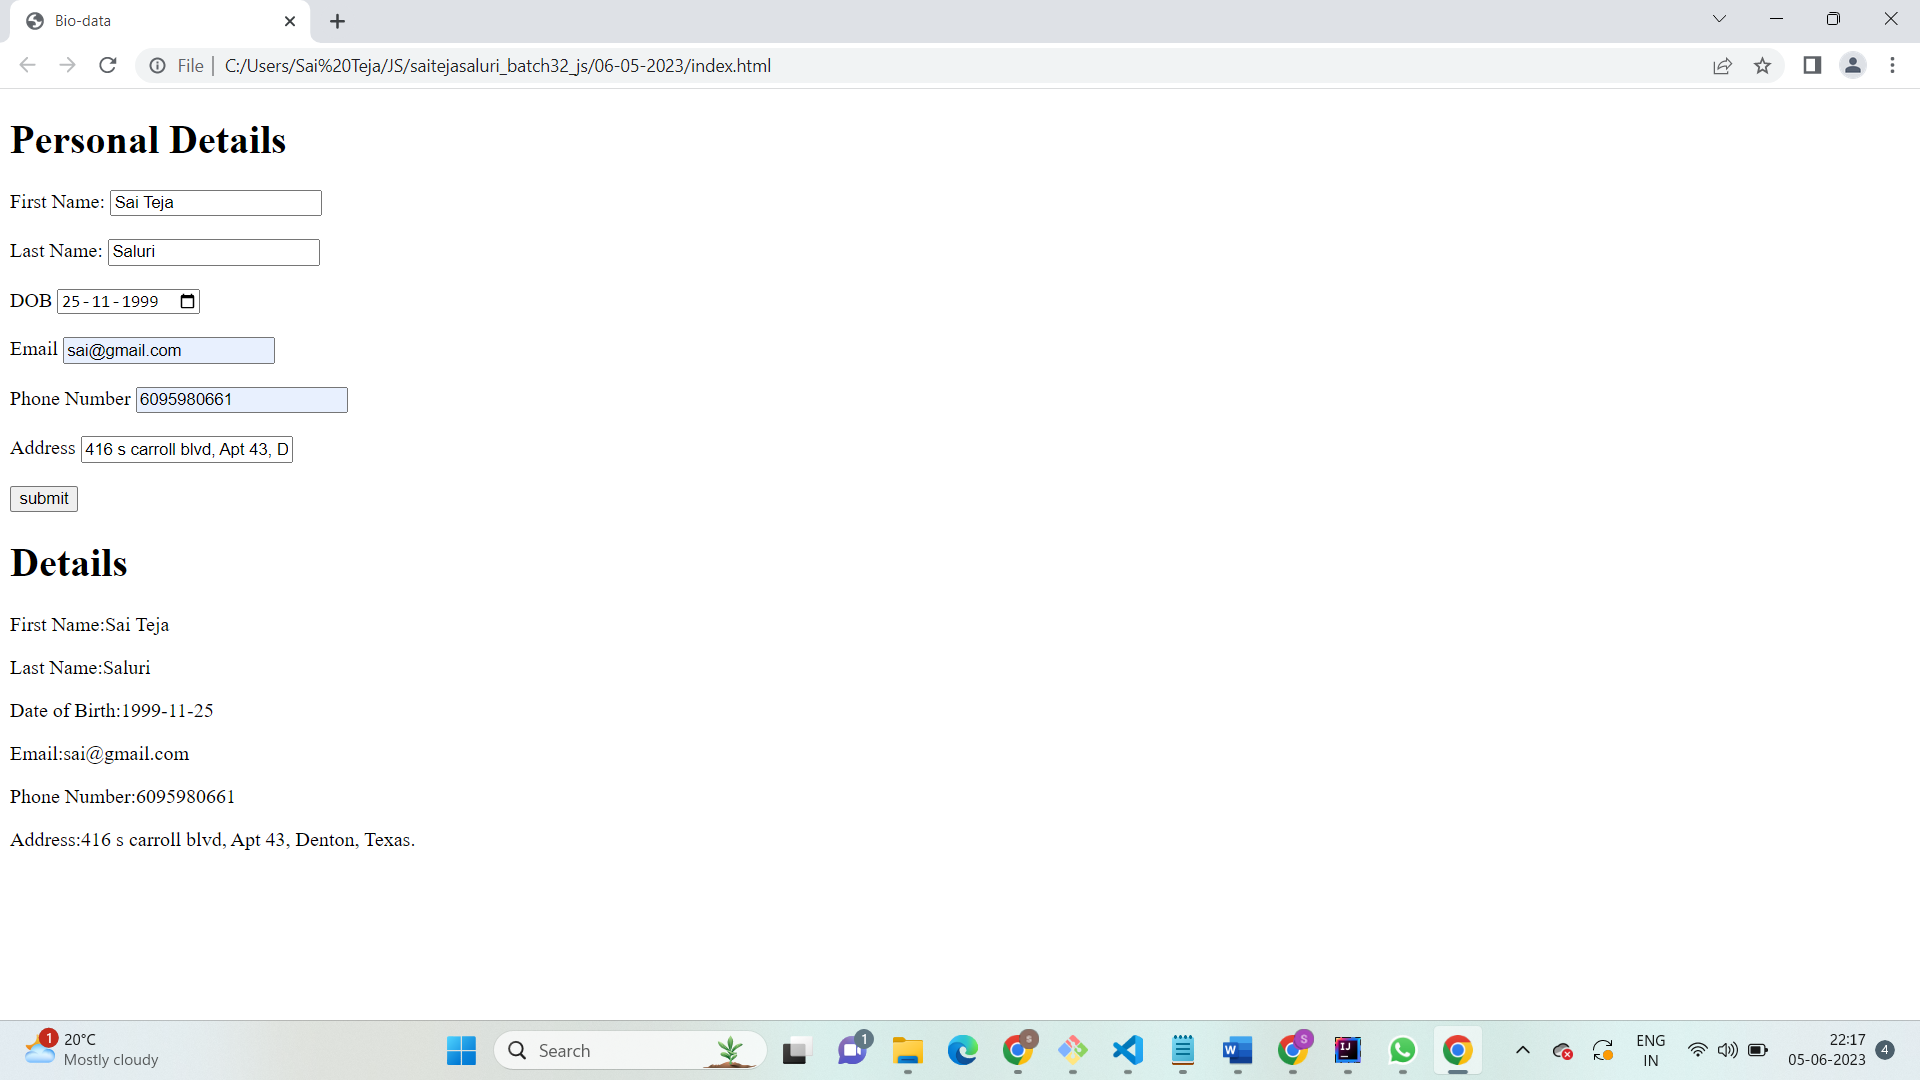 Bio-data
File | C:/Users/Sai%20Teja/JS/saitejasaluri_batch32_js/06-05-2023/index.html
Personal Details
First Name: Sai Teja
Last Name: Saluri
DOB 25-11-1999
Email sai@gmail.com
Phone Number 6095980661
Address 416 s carroll blvd, Apt 43, D
submit
Details
First Name:Sai Teja
Last Name:Saluri
Date of Birth:1999-11-25
Email:sai@gmail.com
Phone Number:6095980661
Address:416 s carroll blvd, Apt 43, Denton, Texas.
1 20°C
Mostly cloudy
Search
1
S
W
S
IJ
ENG
IN
22:17
05-06-2023
4